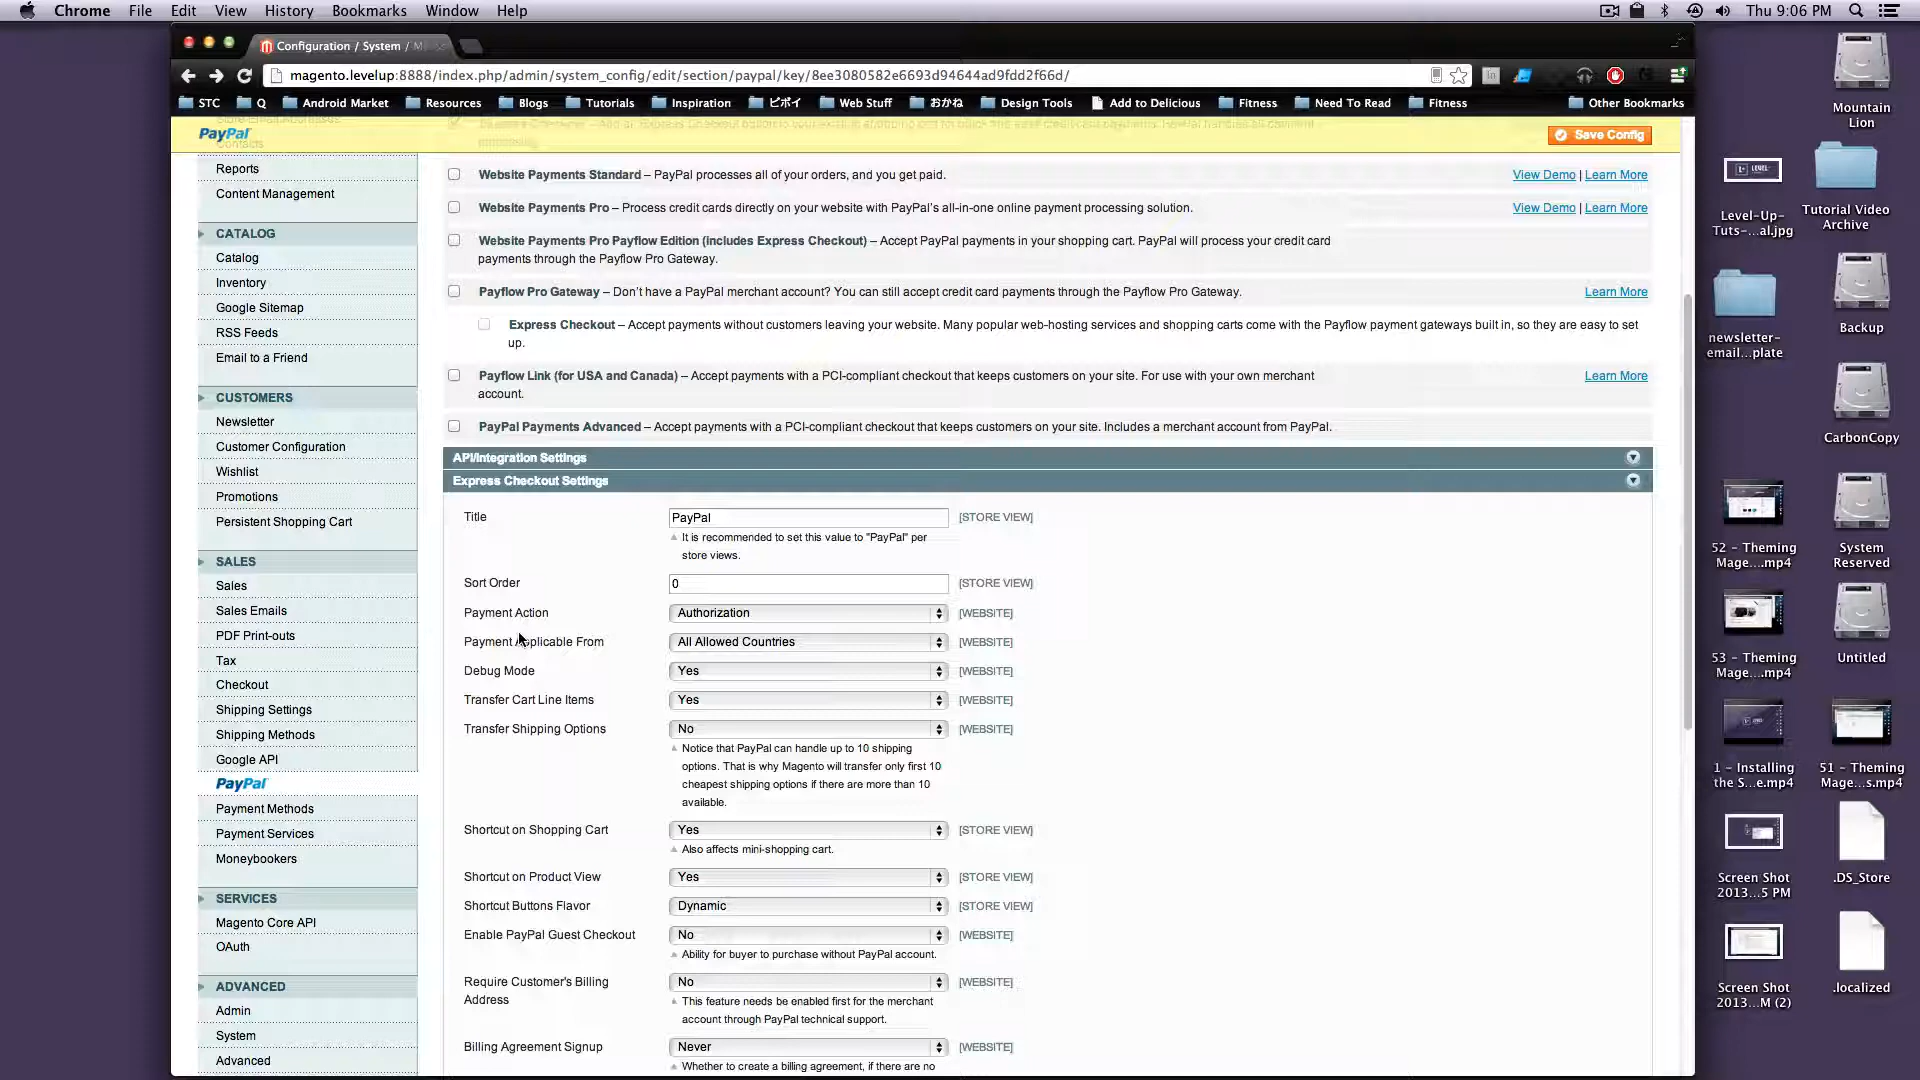 Chrome File Edit View History Bookmarks Window Help
Thu 9:06 PM
Configuration / System / M
magento.levelup:8888/index.php/admin/system_config/edit/section/paypal/key/8ee3080582e6693d94644ad9fdd2f66d/
STC Q Android Market Resources Blogs Tutorials Inspiration ビボイ Web Stuff おかね Design Tools Add to Delicious Fitness Need To Read Fitness Other Bookmarks
PayPal
Save Config
Contacts
Reports
Content Management
CATALOG
Catalog
Inventory
Google Sitemap
RSS Feeds
Email to a Friend
CUSTOMERS
Newsletter
Customer Configuration
Wishlist
Promotions
Persistent Shopping Cart
SALES
Sales
Sales Emails
PDF Print-outs
Tax
Checkout
Shipping Settings
Shipping Methods
Google API
PayPal
Payment Methods
Payment Services
Moneybookers
SERVICES
Magento Core API
OAuth
ADVANCED
Admin
System
Advanced
Website Payments Standard – PayPal processes all of your orders, and you get paid. View Demo | Learn More
Website Payments Pro – Process credit cards directly on your website with PayPal's all-in-one online payment processing solution. View Demo | Learn More
Website Payments Pro Payflow Edition (includes Express Checkout) – Accept PayPal payments in your shopping cart. PayPal will process your credit card
payments through the Payflow Pro Gateway.
Payflow Pro Gateway – Don't have a PayPal merchant account? You can still accept credit card payments through the Payflow Pro Gateway. Learn More
Express Checkout – Accept payments without customers leaving your website. Many popular web-hosting services and shopping carts come with the Payflow payment gateways built in, so they are easy to set
up.
Payflow Link (for USA and Canada) – Accept payments with a PCI-compliant checkout that keeps customers on your site. For use with your own merchant Learn More
account.
PayPal Payments Advanced – Accept payments with a PCI-compliant checkout that keeps customers on your site. Includes a merchant account from PayPal.
API/Integration Settings
Express Checkout Settings
Title PayPal [STORE VIEW]
It is recommended to set this value to "PayPal" per
store views.
Sort Order 0 [STORE VIEW]
Payment Action Authorization [WEBSITE]
Payment Applicable From All Allowed Countries [WEBSITE]
Debug Mode Yes [WEBSITE]
Transfer Cart Line Items Yes [WEBSITE]
Transfer Shipping Options No [WEBSITE]
Notice that PayPal can handle up to 10 shipping
options. That is why Magento will transfer only first 10
cheapest shipping options if there are more than 10
available.
Shortcut on Shopping Cart Yes [STORE VIEW]
Also affects mini-shopping cart.
Shortcut on Product View Yes [STORE VIEW]
Shortcut Buttons Flavor Dynamic [STORE VIEW]
Enable PayPal Guest Checkout No [WEBSITE]
Ability for buyer to purchase without PayPal account.
Require Customer's Billing
Address
No [WEBSITE]
This feature needs be enabled first for the merchant
account through PayPal technical support.
Billing Agreement Signup Never [WEBSITE]
Whether to create a billing agreement, if there are no
Mountain
Lion
Level-Up-
Tuts-...al.jpg
Tutorial Video
Archive
newsletter-
email...plate
Backup
CarbonCopy
52 - Theming
Mage....mp4
System
Reserved
53 - Theming
Mage....mp4
Untitled
1 - Installing
the S...e.mp4
51 - Theming
Mage...s.mp4
Screen Shot
2013...5 PM
.DS_Store
Screen Shot
2013...M (2)
.localized